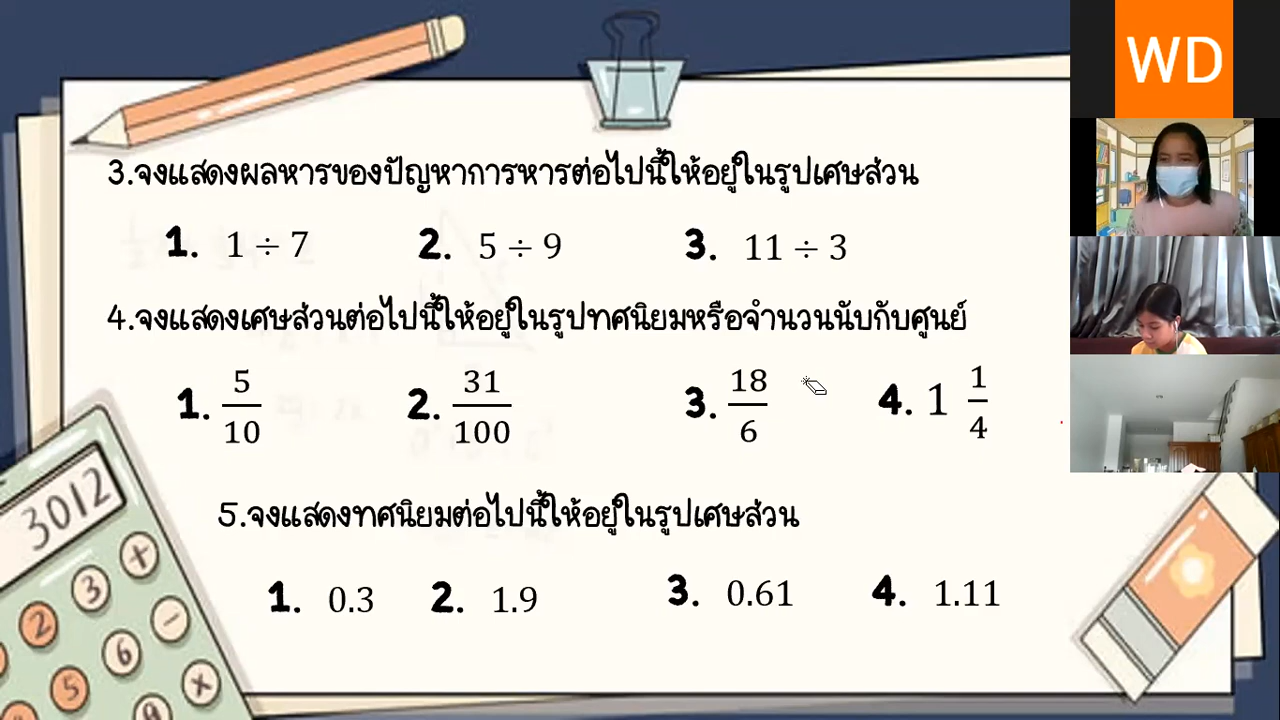 WD
3.จงแสดงผลหารของปัญหาการหารต่อไปนี้ให้อยู่ในรูปเศษส่วน
1. 1 ÷ 7 2. 5 ÷ 9 3. 11 ÷ 3
4.จงแสดงเศษส่วนต่อไปนี้ให้อยู่ในรูปทศนิยมหรือจำนวนนับกับศูนย์
1. 5/10 2. 31/100 3. 18/6 4. 1 1/4
5.จงแสดงทศนิยมต่อไปนี้ให้อยู่ในรูปเศษส่วน
1. 0.3 2. 1.9 3. 0.61 4. 1.11
3012
3 +
2 6 −
5 ×